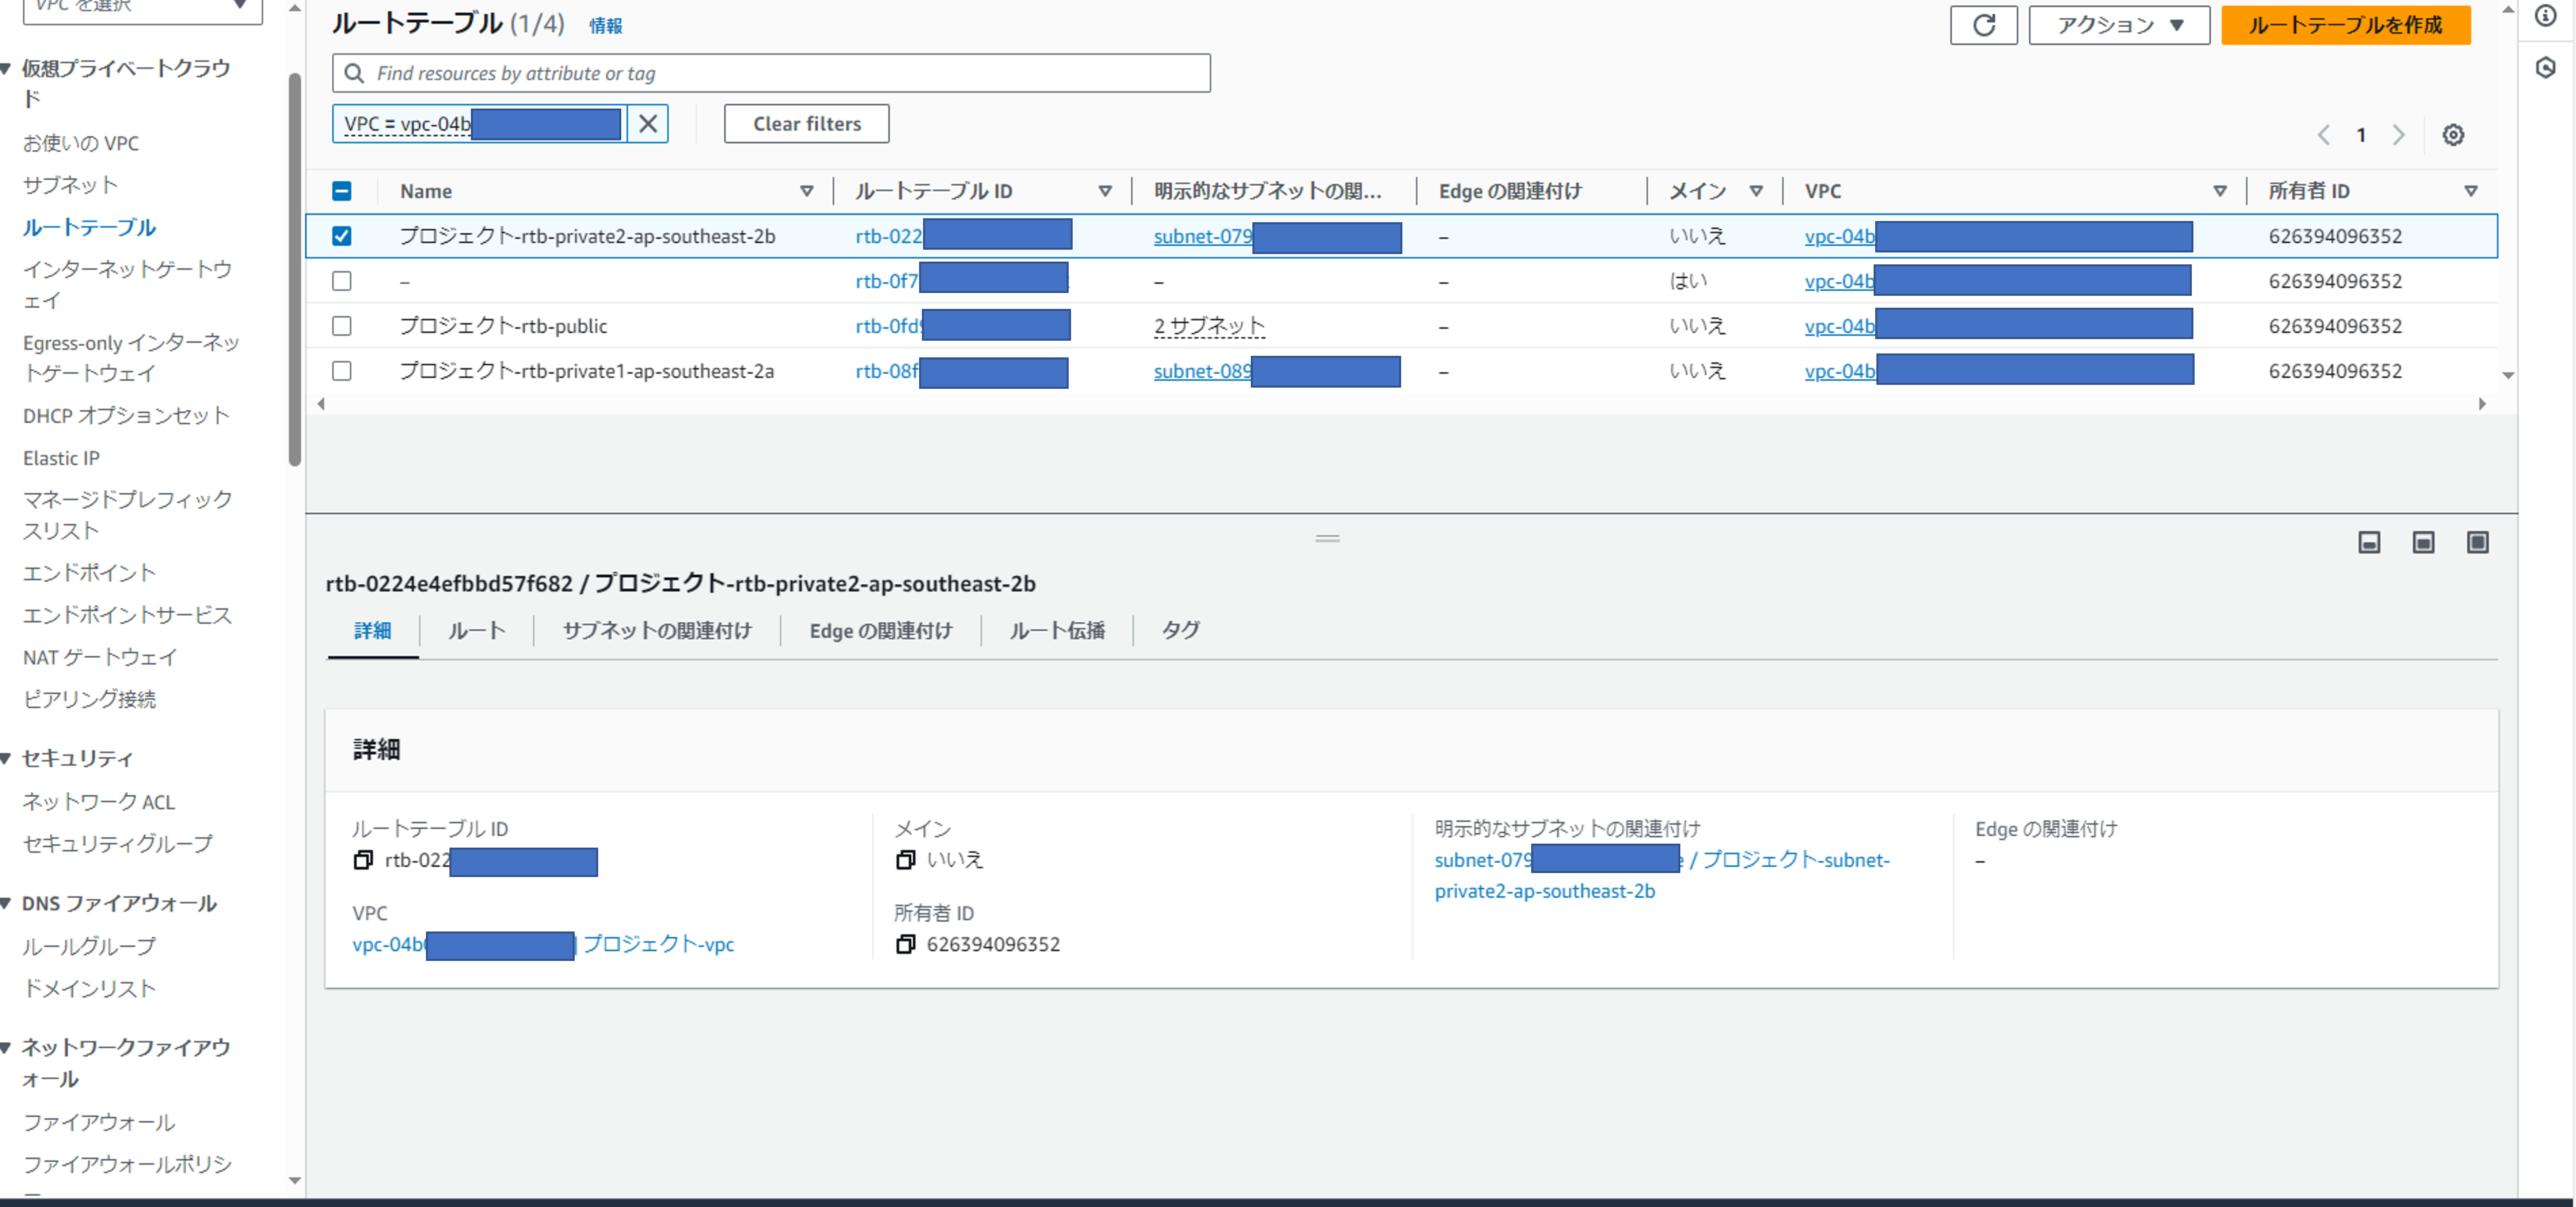 VPC を選択
仮想プライベートクラウ
ド
お使いの VPC
サブネット
ルートテーブル
インターネットゲートウ
ェイ
Egress-only インターネッ
トゲートウェイ
DHCP オプションセット
Elastic IP
マネージドプレフィック
スリスト
エンドポイント
エンドポイントサービス
NAT ゲートウェイ
ピアリング接続
セキュリティ
ネットワーク ACL
セキュリティグループ
DNS ファイアウォール
ルールグループ
ドメインリスト
ネットワークファイアウ
ォール
ファイアウォール
ファイアウォールポリシ
ー
ルートテーブル (1/4) 情報
アクション
ルートテーブルを作成
Find resources by attribute or tag
VPC = vpc-04b
Clear filters
1
Name ルートテーブル ID 明示的なサブネットの関... Edge の関連付け メイン VPC 所有者 ID
プロジェクト-rtb-private2-ap-southeast-2b rtb-022 subnet-079 – いいえ vpc-04b 626394096352
– rtb-0f7 – – はい vpc-04b 626394096352
プロジェクト-rtb-public rtb-0fd 2 サブネット – いいえ vpc-04b 626394096352
プロジェクト-rtb-private1-ap-southeast-2a rtb-08f subnet-089 – いいえ vpc-04b 626394096352
rtb-0224e4efbbd57f682 / プロジェクト-rtb-private2-ap-southeast-2b
詳細 ルート サブネットの関連付け Edge の関連付け ルート伝播 タグ
詳細
ルートテーブル ID
rtb-022
VPC
vpc-04b プロジェクト-vpc
メイン
いいえ
所有者 ID
626394096352
明示的なサブネットの関連付け
subnet-079 / プロジェクト-subnet-
private2-ap-southeast-2b
Edge の関連付け
–